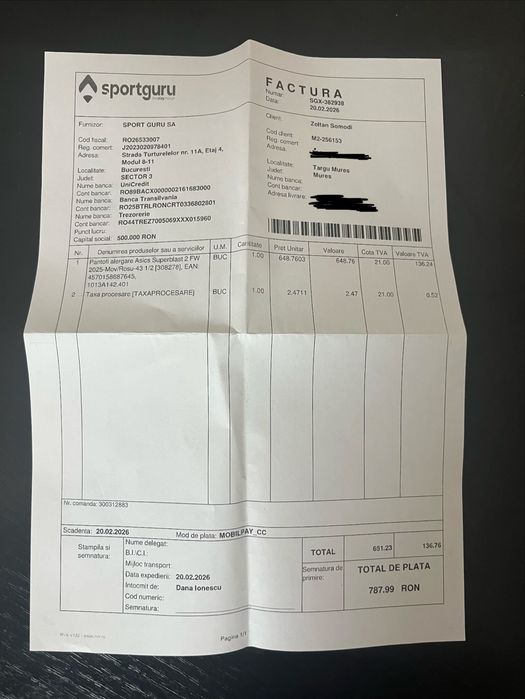 sportguru
FACTURA
Numar: SGX-382938
Data: 20.02.2026
Furnizor: SPORT GURU SA
Cod fiscal: RO26533007
Reg. comert: J2023020978401
Adresa: Strada Turturelelor nr. 11A, Etaj 4,
Modul 8-11
Localitate: Bucuresti
Judet: SECTOR 3
Nume banca: UniCredit
Cont bancar: RO89BACX0000002161683000
Nume banca: Banca Transilvania
Cont bancar: RO25BTRLRONCRT0336802801
Nume banca: Trezorerie
Cont bancar: RO44TREZ7005069XXX015960
Punct lucru:
Capital social: 500.000 RON
Client: Zoltan Somodi
Cod client: M2-256153
Reg. comert
Adresa:
Localitate: Targu Mures
Judet: Mures
Nume banca:
Cont bancar:
Adresa livrare:
Nr. Denumirea produselor sau a serviciilor U.M. Cantitate Pret Unitar Valoare Cota TVA Valoare TVA
1 Pantofi alergare Asics Superblast 2 FW BUC 1.00 648.7603 648.76 21.00 136.24
2025-Mov/Rosu-43 1/2 [308278], EAN:
4570158687645,
1013A142.401
2 Taxa procesare [TAXAPROCESARE] BUC 1.00 2.4711 2.47 21.00 0.52
Nr. comanda: 300312883
Scadenta: 20.02.2026 Mod de plata: MOBILPAY_CC
Stampila si
semnatura:
Nume delegat:
B.I./C.I.:
Mijloc transport:
Data expedierii: 20.02.2026
Intocmit de: Dana Ionescu
Cod numeric:
Semnatura:
TOTAL 651.23 136.76
Semnatura de
primire:
TOTAL DE PLATA
787.99 RON
Pagina 1/1